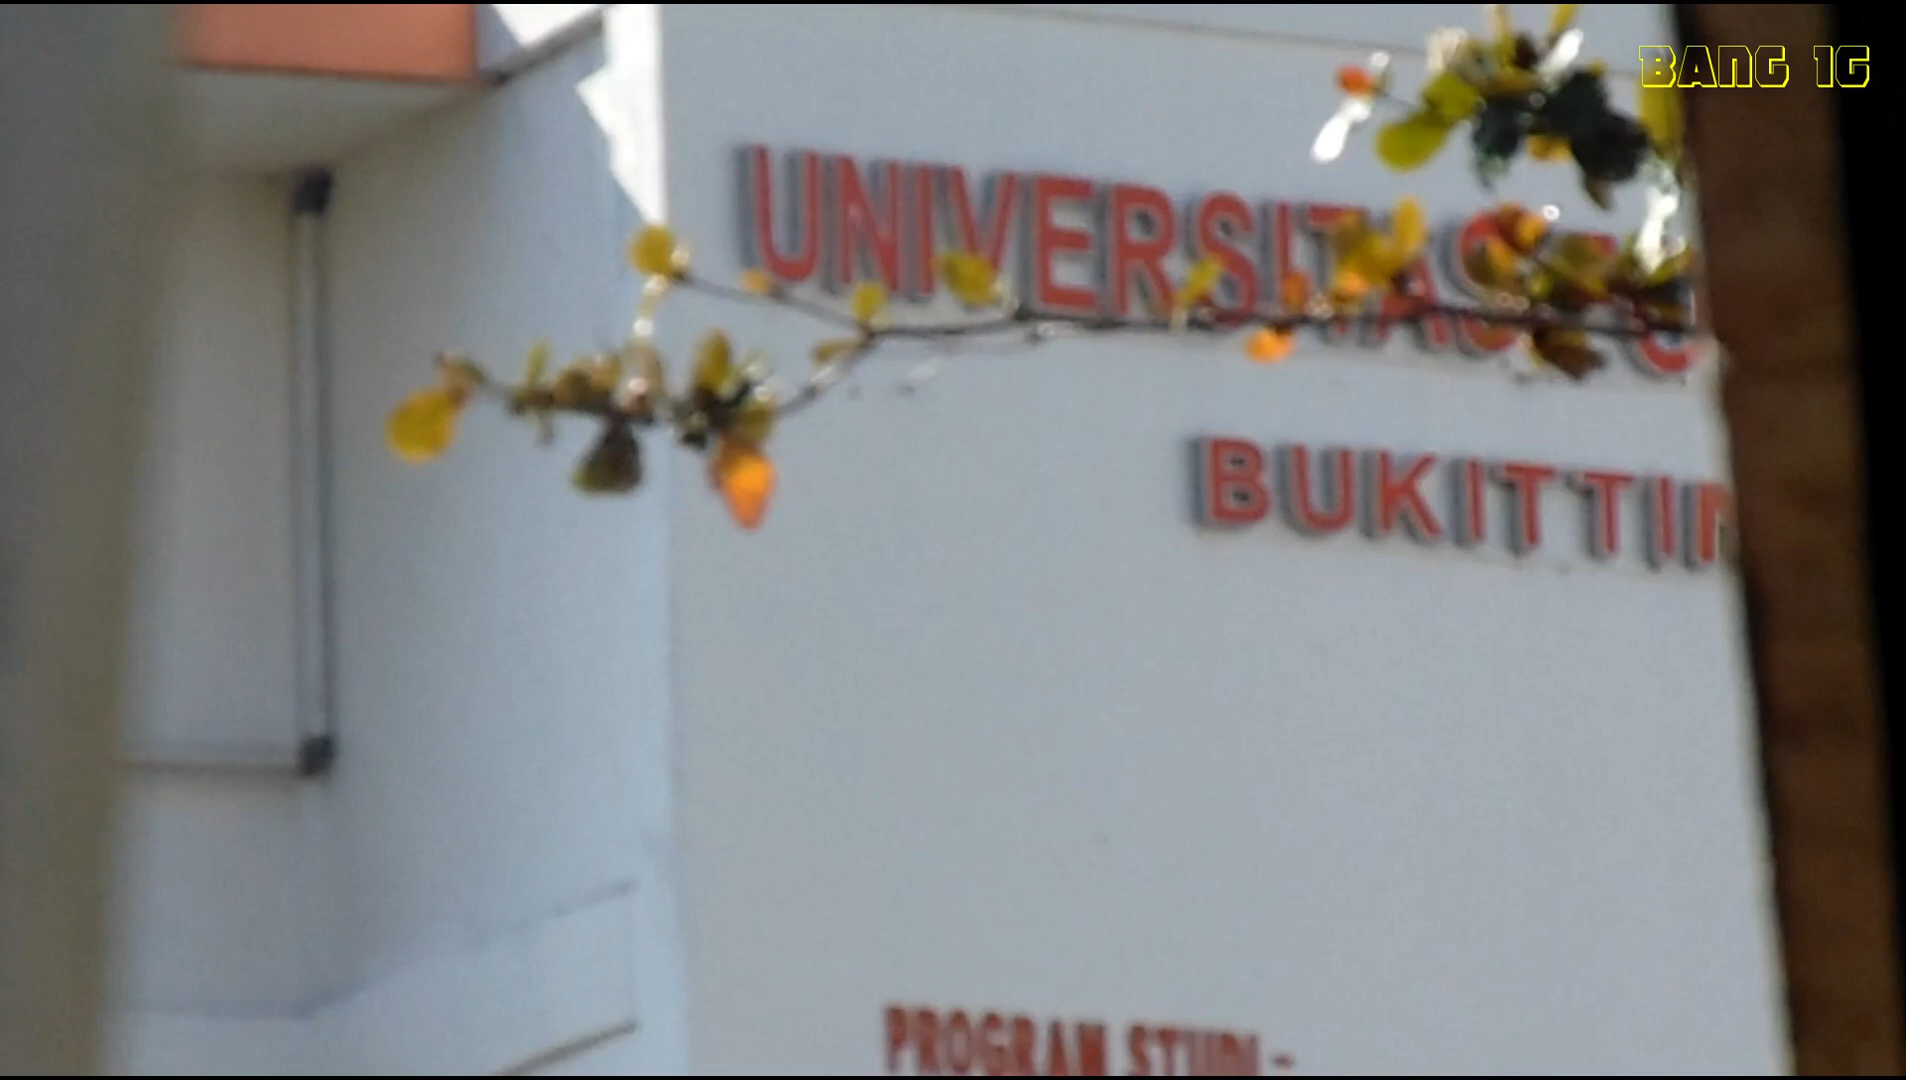 BANG 1G
UNIVERSITAS
BUKITTIN
PROGRAM STUDI -